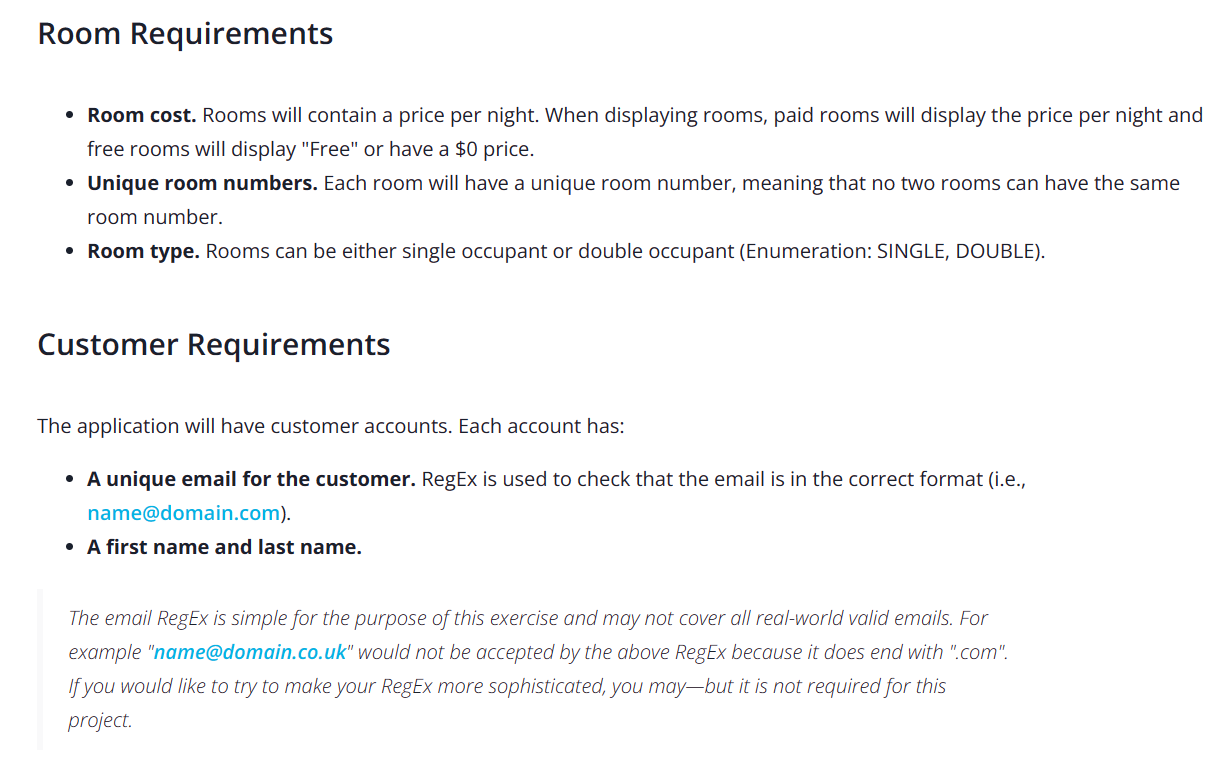 Room Requirements
• Room cost. Rooms will contain a price per night. When displaying rooms, paid rooms will display the price per night and
free rooms will display "Free" or have a $0 price.
• Unique room numbers. Each room will have a unique room number, meaning that no two rooms can have the same
room number.
• Room type. Rooms can be either single occupant or double occupant (Enumeration: SINGLE, DOUBLE).
Customer Requirements
The application will have customer accounts. Each account has:
• A unique email for the customer. RegEx is used to check that the email is in the correct format (i.e.,
name@domain.com).
• A first name and last name.
The email RegEx is simple for the purpose of this exercise and may not cover all real-world valid emails. For
example "name@domain.co.uk" would not be accepted by the above RegEx because it does end with ".com".
If you would like to try to make your RegEx more sophisticated, you may—but it is not required for this
project.